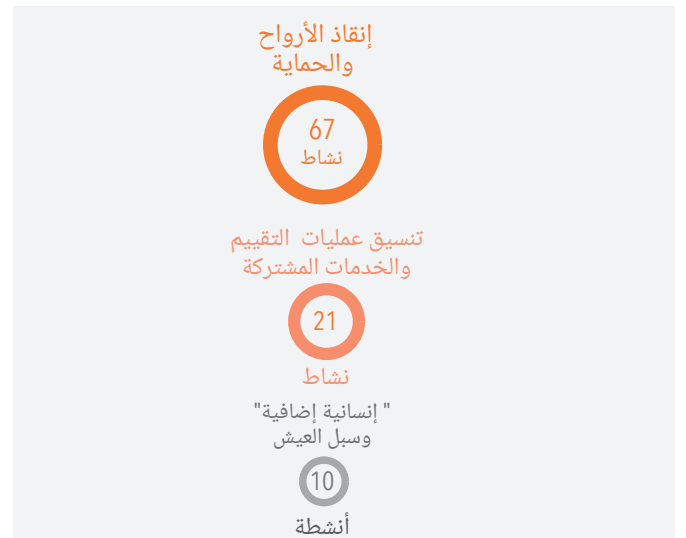 إنقاذ الأرواح
والحماية
67
نشاط
تنسيق عمليات التقييم
والخدمات المشتركة
21
نشاط
" إنسانية إضافية"
وسبل العيش
10
أنشطة